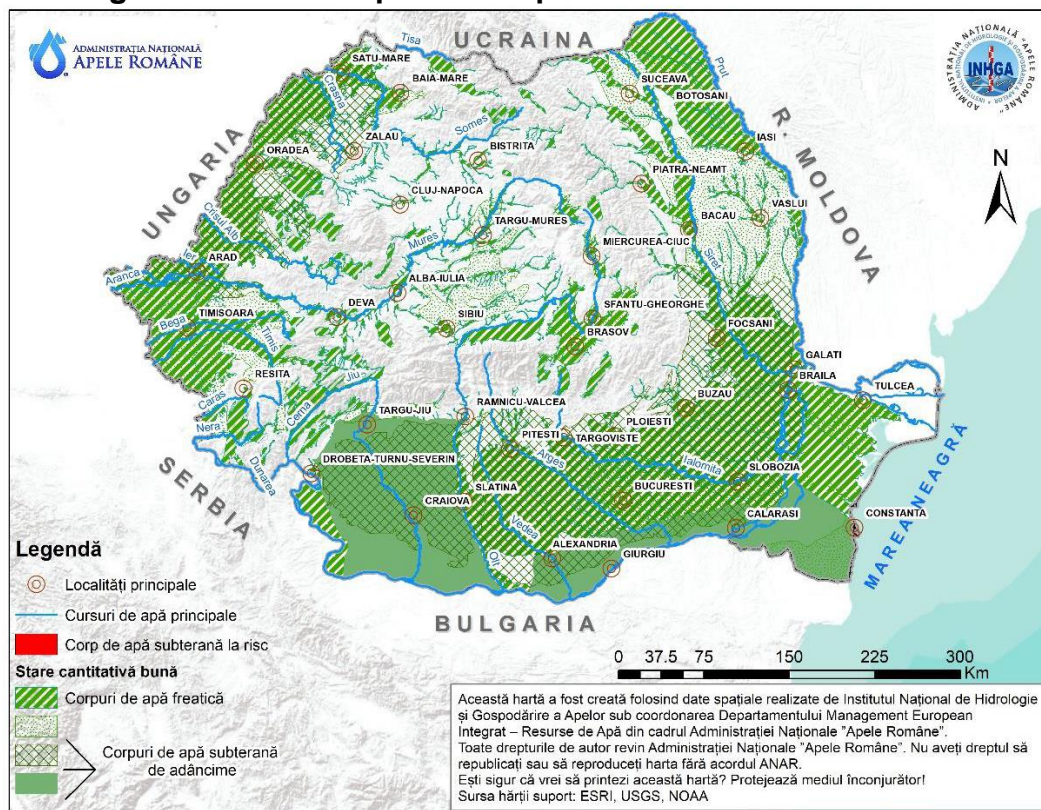 ADMINISTRAȚIA NAȚIONALĂ
APELE ROMÂNE
UCRAINA
UNGARIA
R. MOLDOVA
SERBIA
BULGARIA
MAREA NEAGRĂ
ADMINISTRAȚIA NAȚIONALĂ "APELE ROMÂNE"
INHGA
N
Tisa
Prut
SATU-MARE
BAIA-MARE
SUCEAVA
BOTOSANI
Crasna
Somes
ZALAU
BISTRITA
IASI
ORADEA
PIATRA-NEAMT
CLUJ-NAPOCA
BACAU
VASLUI
Crisul Alb
TARGU-MURES
Mures
MIERCUREA-CIUC
Siret
Ier
ARAD
Aranca
ALBA-IULIA
DEVA
SFANTU-GHEORGHE
TIMISOARA
SIBIU
BRASOV
FOCSANI
Bega
Timis
GALATI
BRAILA
RESITA
Jiu
TULCEA
Caras
Cerna
RAMNICU-VALCEA
BUZAU
TARGU-JIU
PLOIESTI
Nera
PITESTI
TARGOVISTE
Dunarea
Arges
Ialomita
DROBETA-TURNU-SEVERIN
SLOBOZIA
SLATINA
BUCURESTI
CRAIOVA
CALARASI
CONSTANTA
Vedea
ALEXANDRIA
GIURGIU
Olt
Legendă
Localități principale
Cursuri de apă principale
Corp de apă subterană la risc
Stare cantitativă bună
Corpuri de apă freatică
Corpuri de apă subterană
de adâncime
0 37.5 75 150 225 300
Km
Această hartă a fost creată folosind date spațiale realizate de Institutul Național de Hidrologie
și Gospodărire a Apelor sub coordonarea Departamentului Management European
Integrat – Resurse de Apă din cadrul Administrației Naționale "Apele Române".
Toate drepturile de autor revin Administrației Naționale "Apele Române". Nu aveți dreptul să
republicați sau să reproduceți harta fără acordul ANAR.
Ești sigur că vrei să printezi această hartă? Protejează mediul înconjurător!
Sursa hărții suport: ESRI, USGS, NOAA